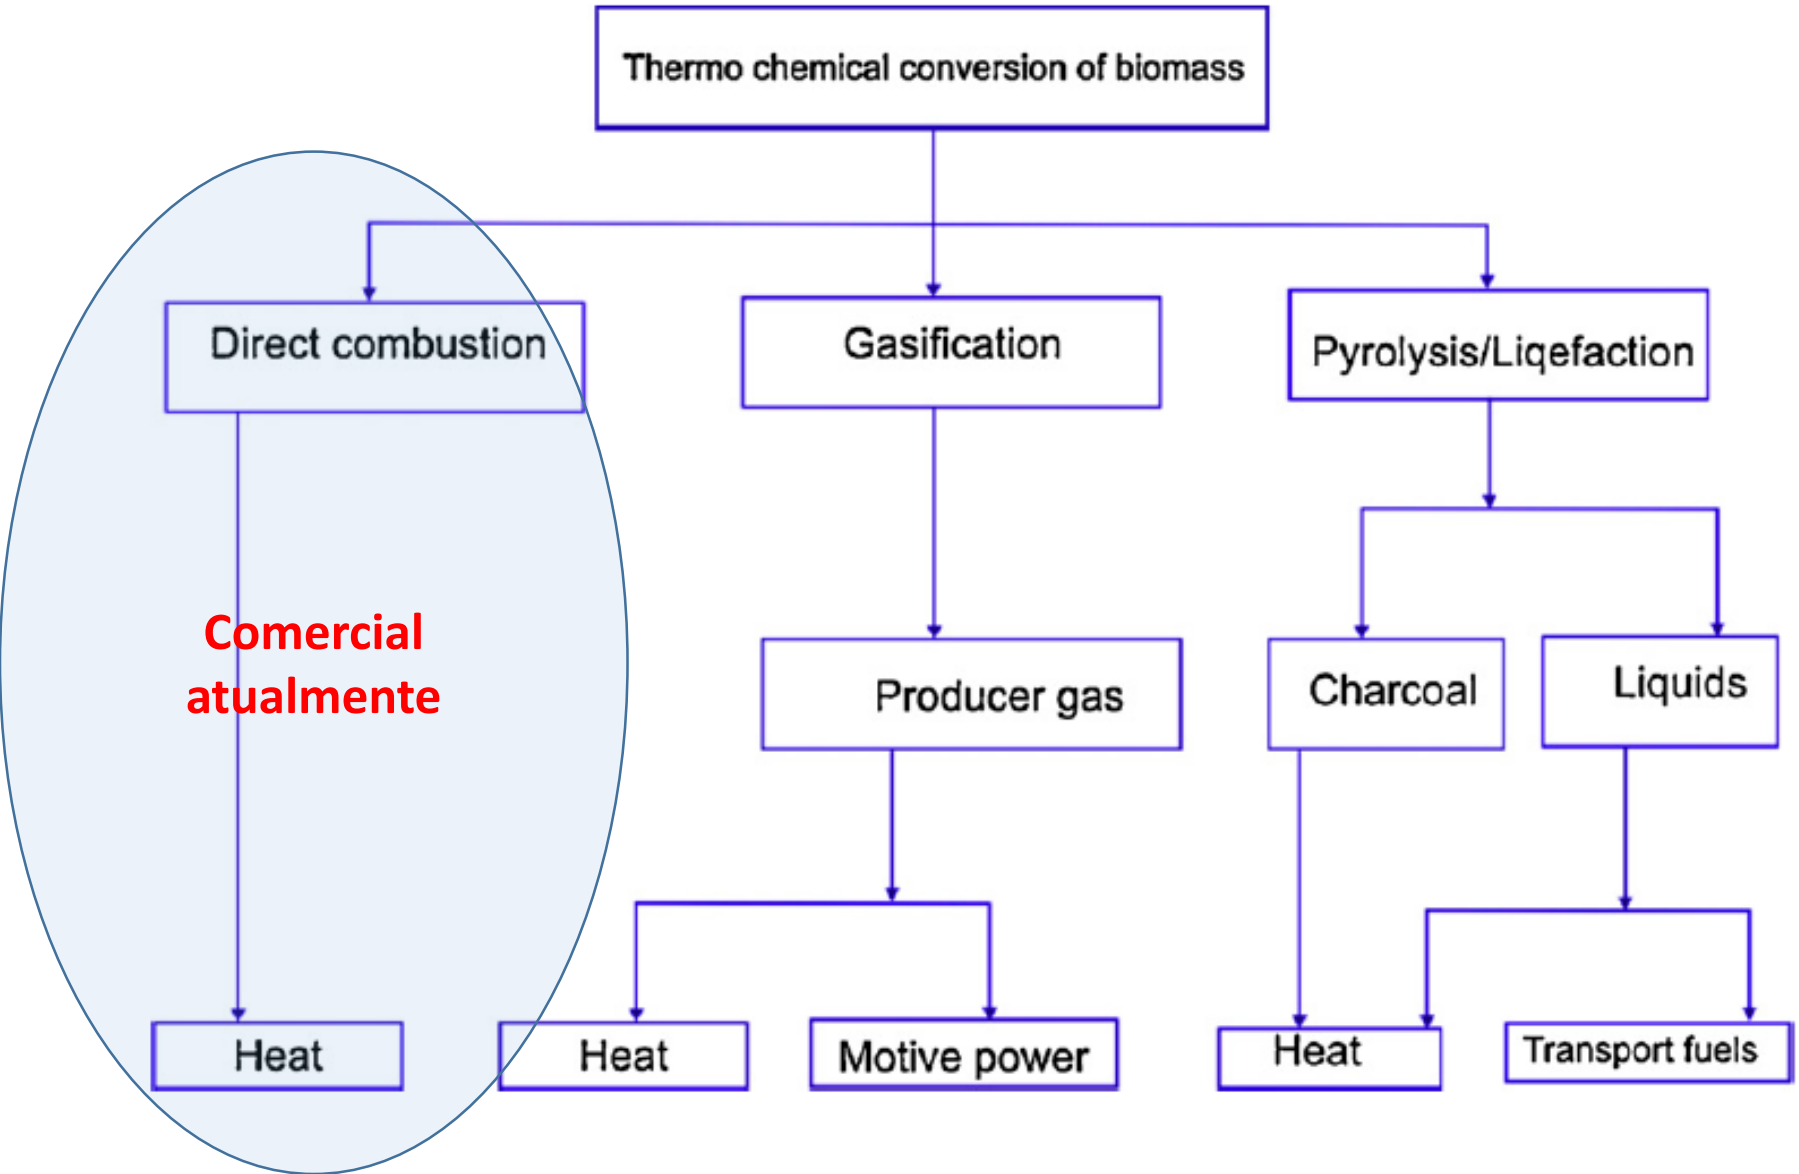 Thermo chemical conversion of biomass
Direct combustion
Gasification
Pyrolysis/Liqefaction
Comercial
atualmente
Producer gas
Charcoal
Liquids
Heat
Heat
Motive power
Heat
Transport fuels